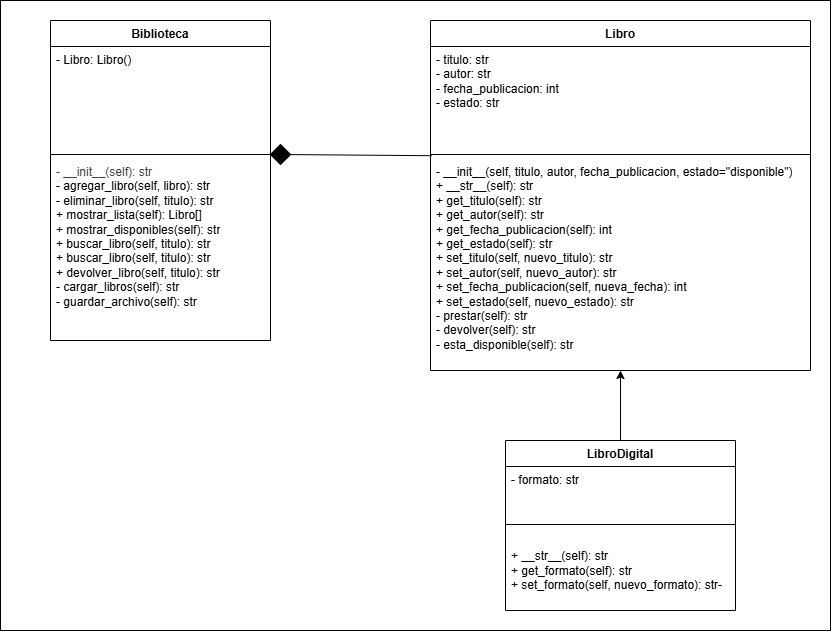 Biblioteca
- Libro: Libro()
- __init__(self): str
- agregar_libro(self, libro): str
- eliminar_libro(self, titulo): str
+ mostrar_lista(self): Libro[]
+ mostrar_disponibles(self): str
+ buscar_libro(self, titulo): str
+ buscar_libro(self, titulo): str
+ devolver_libro(self, titulo): str
- cargar_libros(self): str
- guardar_archivo(self): str
Libro
- titulo: str
- autor: str
- fecha_publicacion: int
- estado: str
- __init__(self, titulo, autor, fecha_publicacion, estado="disponible")
+ __str__(self): str
+ get_titulo(self): str
+ get_autor(self): str
+ get_fecha_publicacion(self): int
+ get_estado(self): str
+ set_titulo(self, nuevo_titulo): str
+ set_autor(self, nuevo_autor): str
+ set_fecha_publicacion(self, nueva_fecha): int
+ set_estado(self, nuevo_estado): str
- prestar(self): str
- devolver(self): str
- esta_disponible(self): str
LibroDigital
- formato: str
+ __str__(self): str
+ get_formato(self): str
+ set_formato(self, nuevo_formato): str-